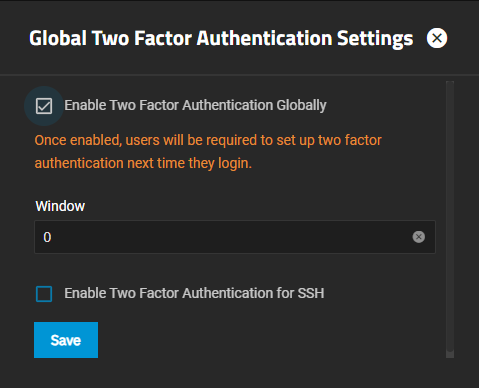 Global Two Factor Authentication Settings
Enable Two Factor Authentication Globally
Once enabled, users will be required to set up two factor
authentication next time they login.
Window
0
Enable Two Factor Authentication for SSH
Save